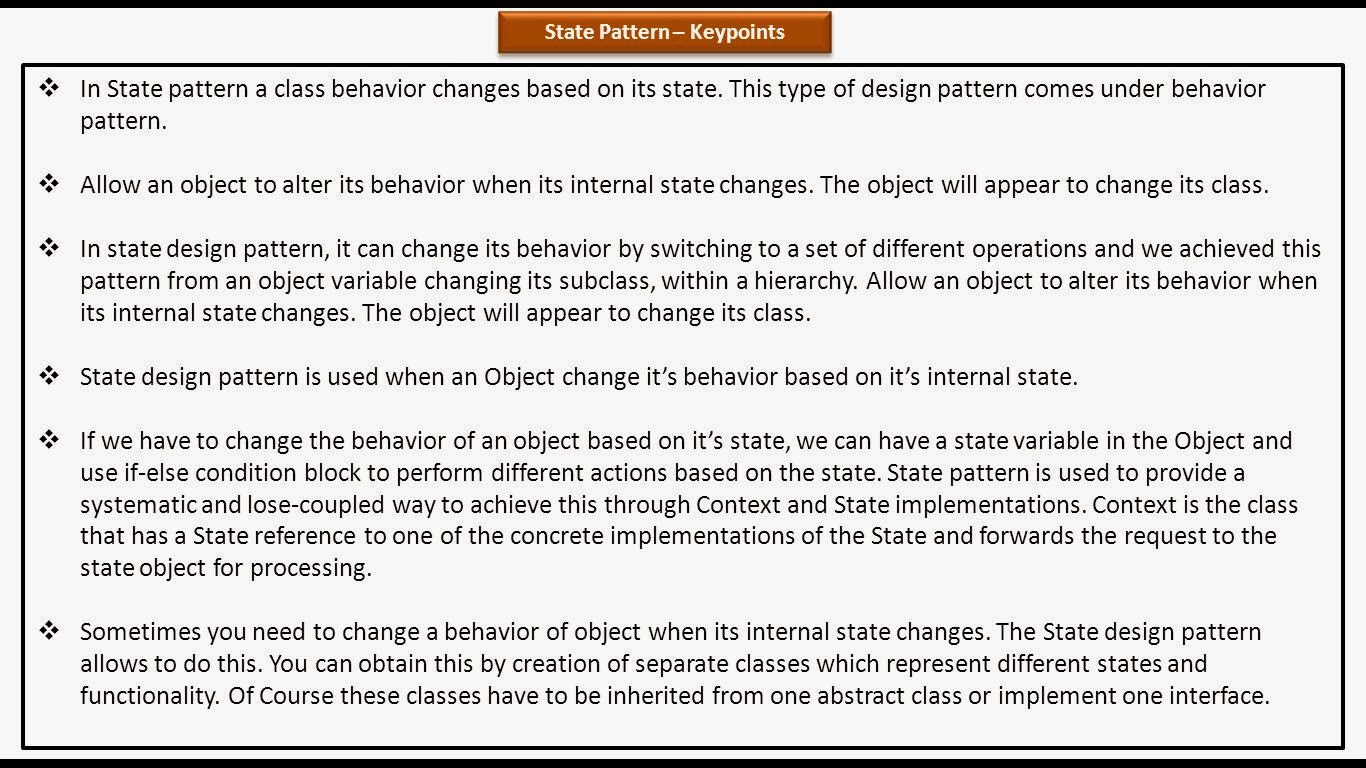 State Pattern – Keypoints
❖ In State pattern a class behavior changes based on its state. This type of design pattern comes under behavior
pattern.
❖ Allow an object to alter its behavior when its internal state changes. The object will appear to change its class.
❖ In state design pattern, it can change its behavior by switching to a set of different operations and we achieved this
pattern from an object variable changing its subclass, within a hierarchy. Allow an object to alter its behavior when
its internal state changes. The object will appear to change its class.
❖ State design pattern is used when an Object change it’s behavior based on it’s internal state.
❖ If we have to change the behavior of an object based on it’s state, we can have a state variable in the Object and
use if-else condition block to perform different actions based on the state. State pattern is used to provide a
systematic and lose-coupled way to achieve this through Context and State implementations. Context is the class
that has a State reference to one of the concrete implementations of the State and forwards the request to the
state object for processing.
❖ Sometimes you need to change a behavior of object when its internal state changes. The State design pattern
allows to do this. You can obtain this by creation of separate classes which represent different states and
functionality. Of Course these classes have to be inherited from one abstract class or implement one interface.